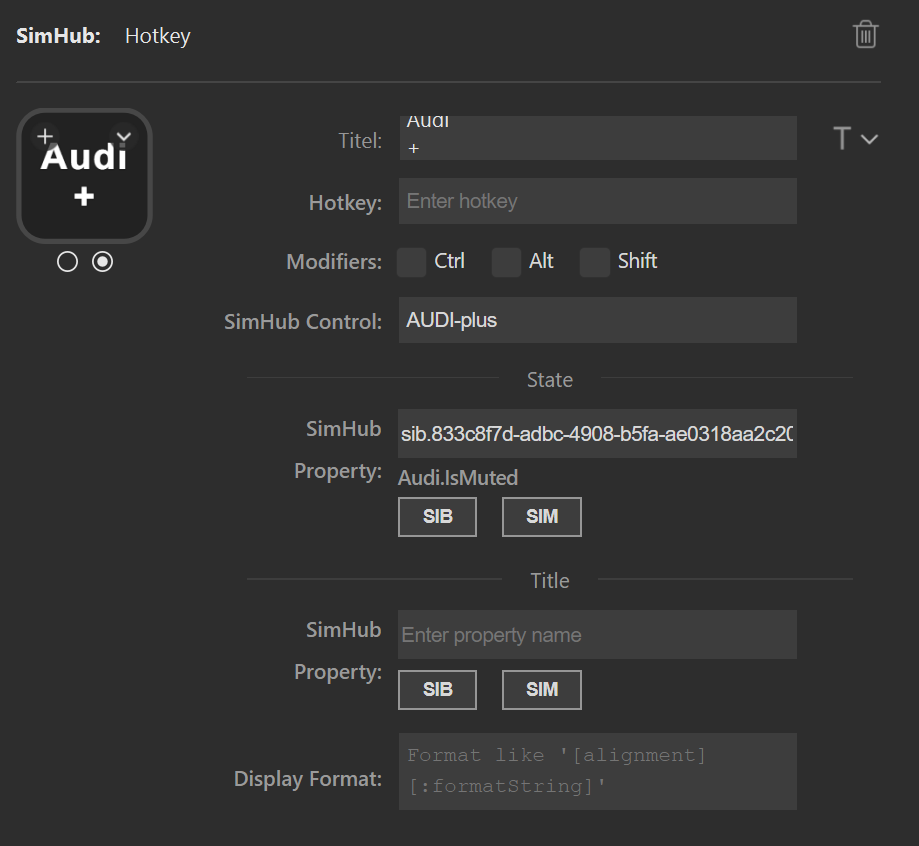 SimHub: Hotkey
Audi
+
Titel: Audi
+
T
Hotkey: Enter hotkey
Modifiers: Ctrl Alt Shift
SimHub Control: AUDI-plus
State
SimHub Property: sib.833c8f7d-adbc-4908-b5fa-ae0318aa2c20
Audi.IsMuted
SIB SIM
Title
SimHub Property: Enter property name
SIB SIM
Display Format: Format like '[alignment]
[:formatString]'